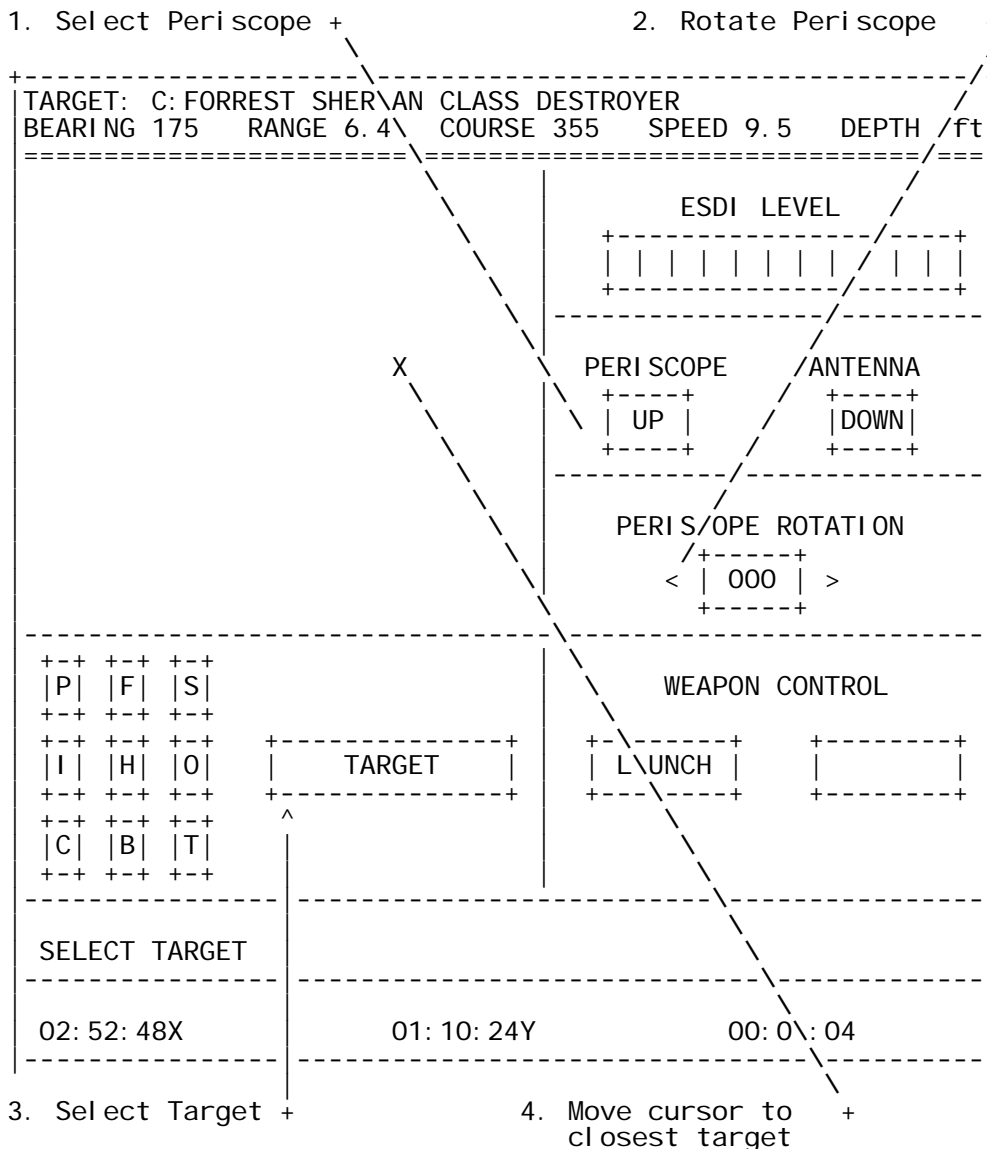 1. Select Periscope + 2. Rotate Periscope
TARGET: C:FORREST SHER\AN CLASS DESTROYER
BEARING 175 RANGE 6.4\ COURSE 355 SPEED 9.5 DEPTH /ft
ESDI LEVEL
X PERISCOPE ANTENNA
UP DOWN
PERIS/OPE ROTATION
< | 000 | >
P F S
WEAPON CONTROL
I H O TARGET L\UNCH
C B T
SELECT TARGET
02:52:48X 01:10:24Y 00:0\:04
3. Select Target + 4. Move cursor to +
closest target